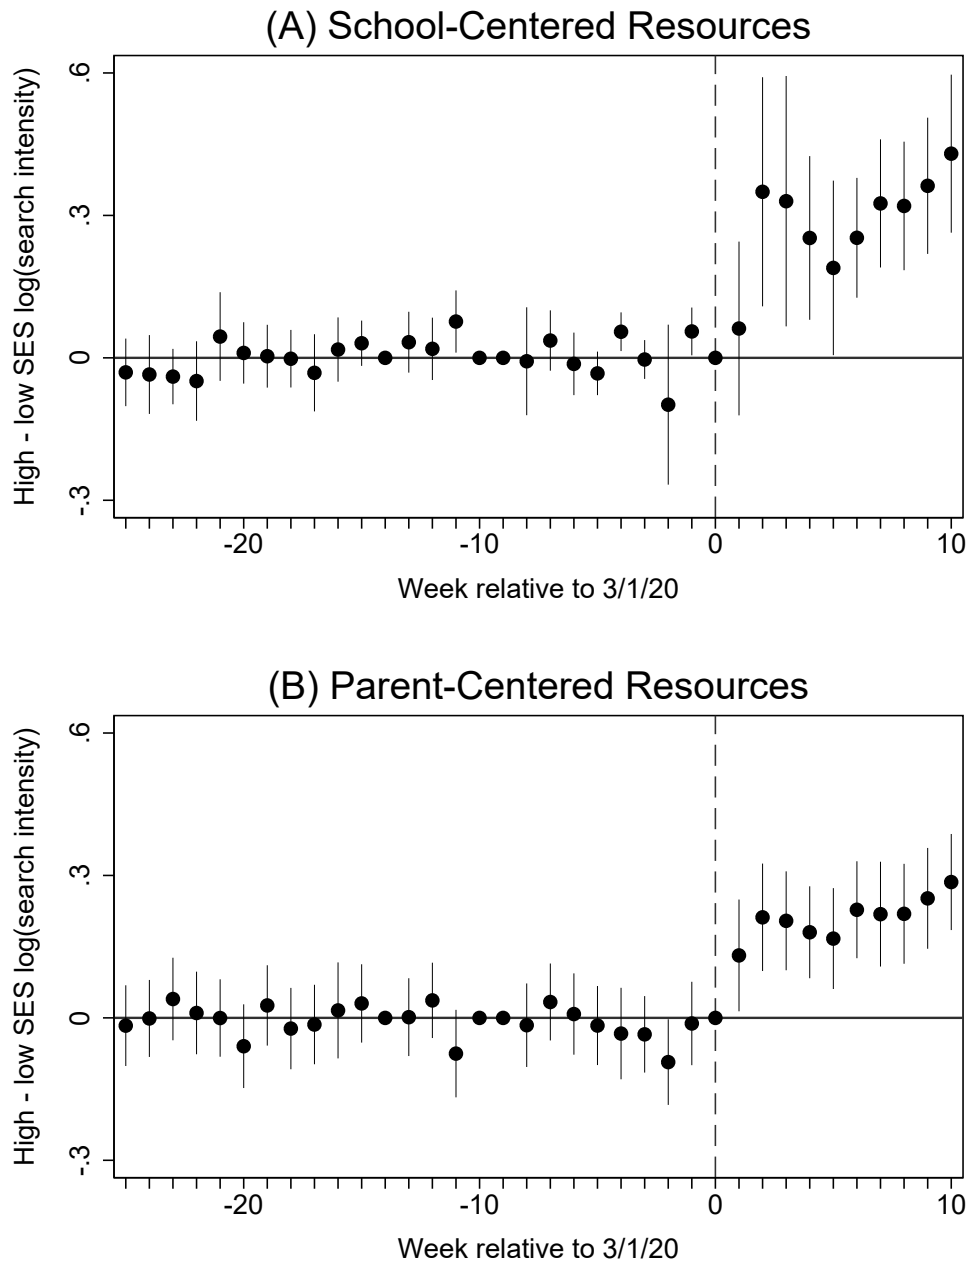 (A) School-Centered Resources
High - low SES log(search intensity)
.6
.3
0
-.3
-20
-10
0
10
Week relative to 3/1/20
(B) Parent-Centered Resources
High - low SES log(search intensity)
.6
.3
0
-.3
-20
-10
0
10
Week relative to 3/1/20